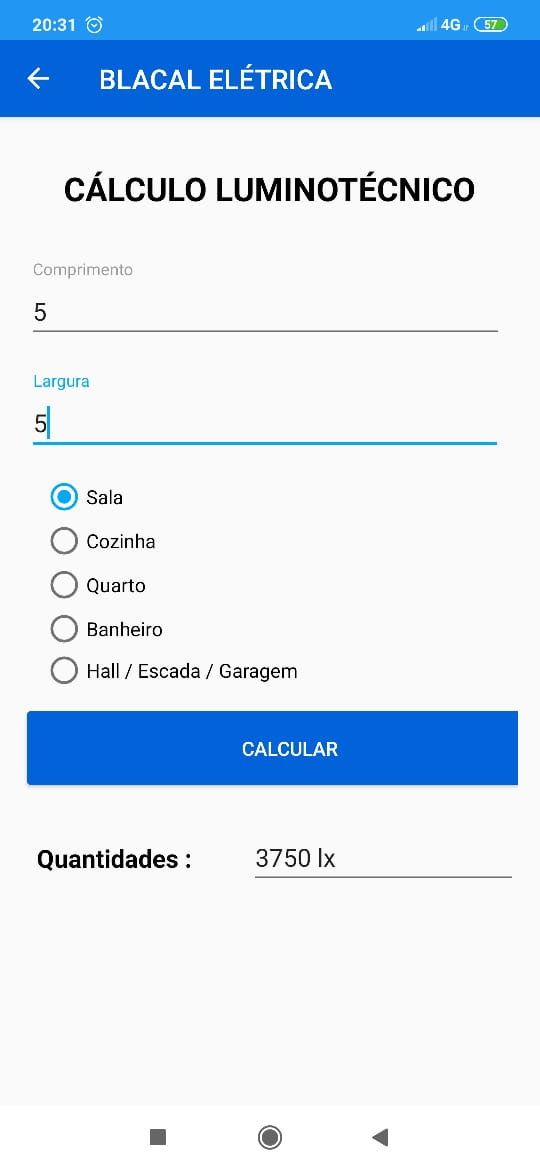 20:31 4G 57
BLACAL ELÉTRICA
CÁLCULO LUMINOTÉCNICO
Comprimento
5
Largura
5
Sala
Cozinha
Quarto
Banheiro
Hall / Escada / Garagem
CALCULAR
Quantidades : 3750 lx